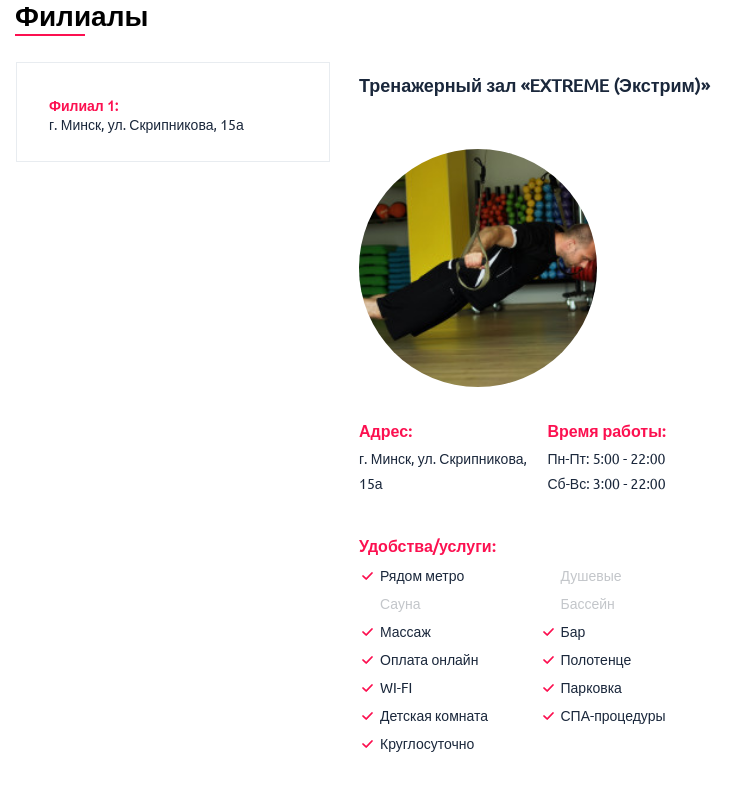 Филиалы
Филиал 1:
г. Минск, ул. Скрипникова, 15а
Тренажерный зал «EXTREME (Экстрим)»
Адрес:
г. Минск, ул. Скрипникова,
15а
Время работы:
Пн-Пт: 5:00 - 22:00
Сб-Вс: 3:00 - 22:00
Удобства/услуги:
Рядом метро
Душевые
Сауна
Бассейн
Массаж
Бар
Оплата онлайн
Полотенце
WI-FI
Парковка
Детская комната
СПА-процедуры
Круглосуточно